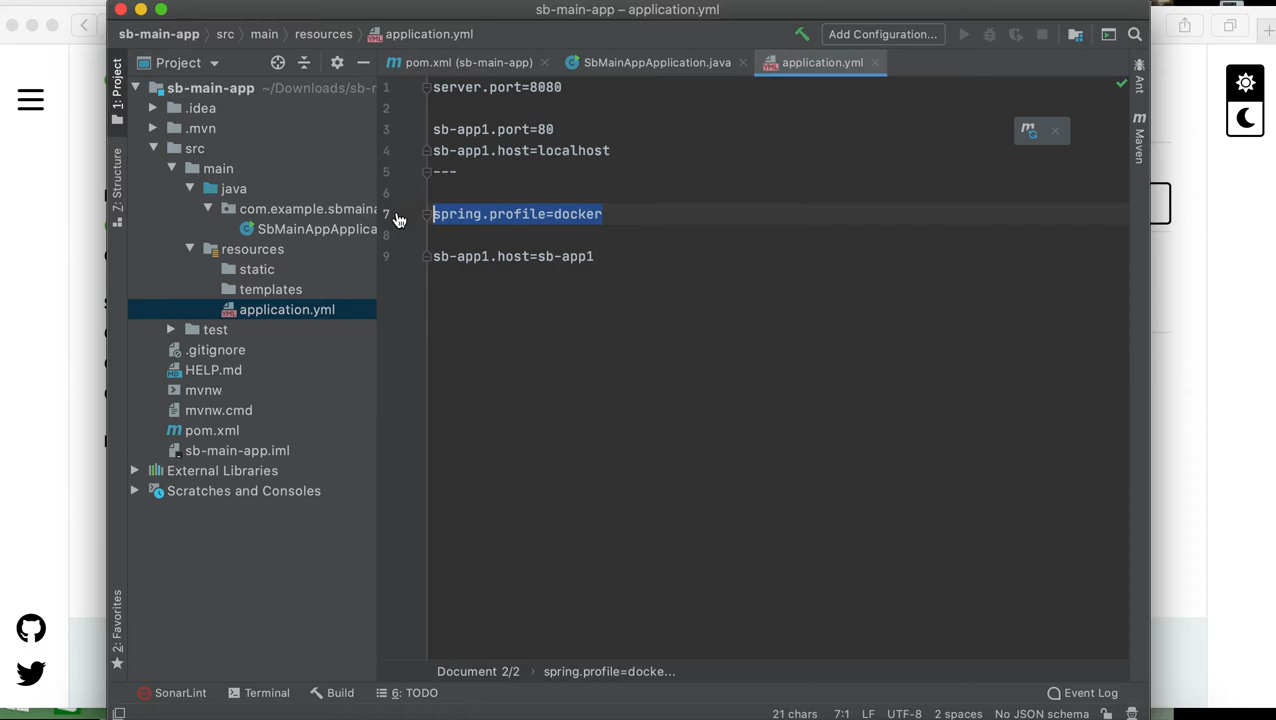 sb-main-app – application.yml
sb-main-app src main resources application.yml
Add Configuration...
1: Project
Project
pom.xml (sb-main-app)
SbMainAppApplication.java
application.yml
sb-main-app ~/Downloads/sb-
.idea
.mvn
src
main
java
com.example.sbmaina
SbMainAppApplica
resources
static
templates
application.yml
test
.gitignore
HELP.md
mvnw
mvnw.cmd
pom.xml
sb-main-app.iml
External Libraries
Scratches and Consoles
1 server.port=8080
2
3 sb-app1.port=80
4 sb-app1.host=localhost
5 ---
6
7 spring.profile=docker
8
9 sb-app1.host=sb-app1
Ant
Maven
7: Structure
2: Favorites
Document 2/2 spring.profile=docke...
SonarLint Terminal Build 6: TODO Event Log
21 chars 7:1 LF UTF-8 2 spaces No JSON schema